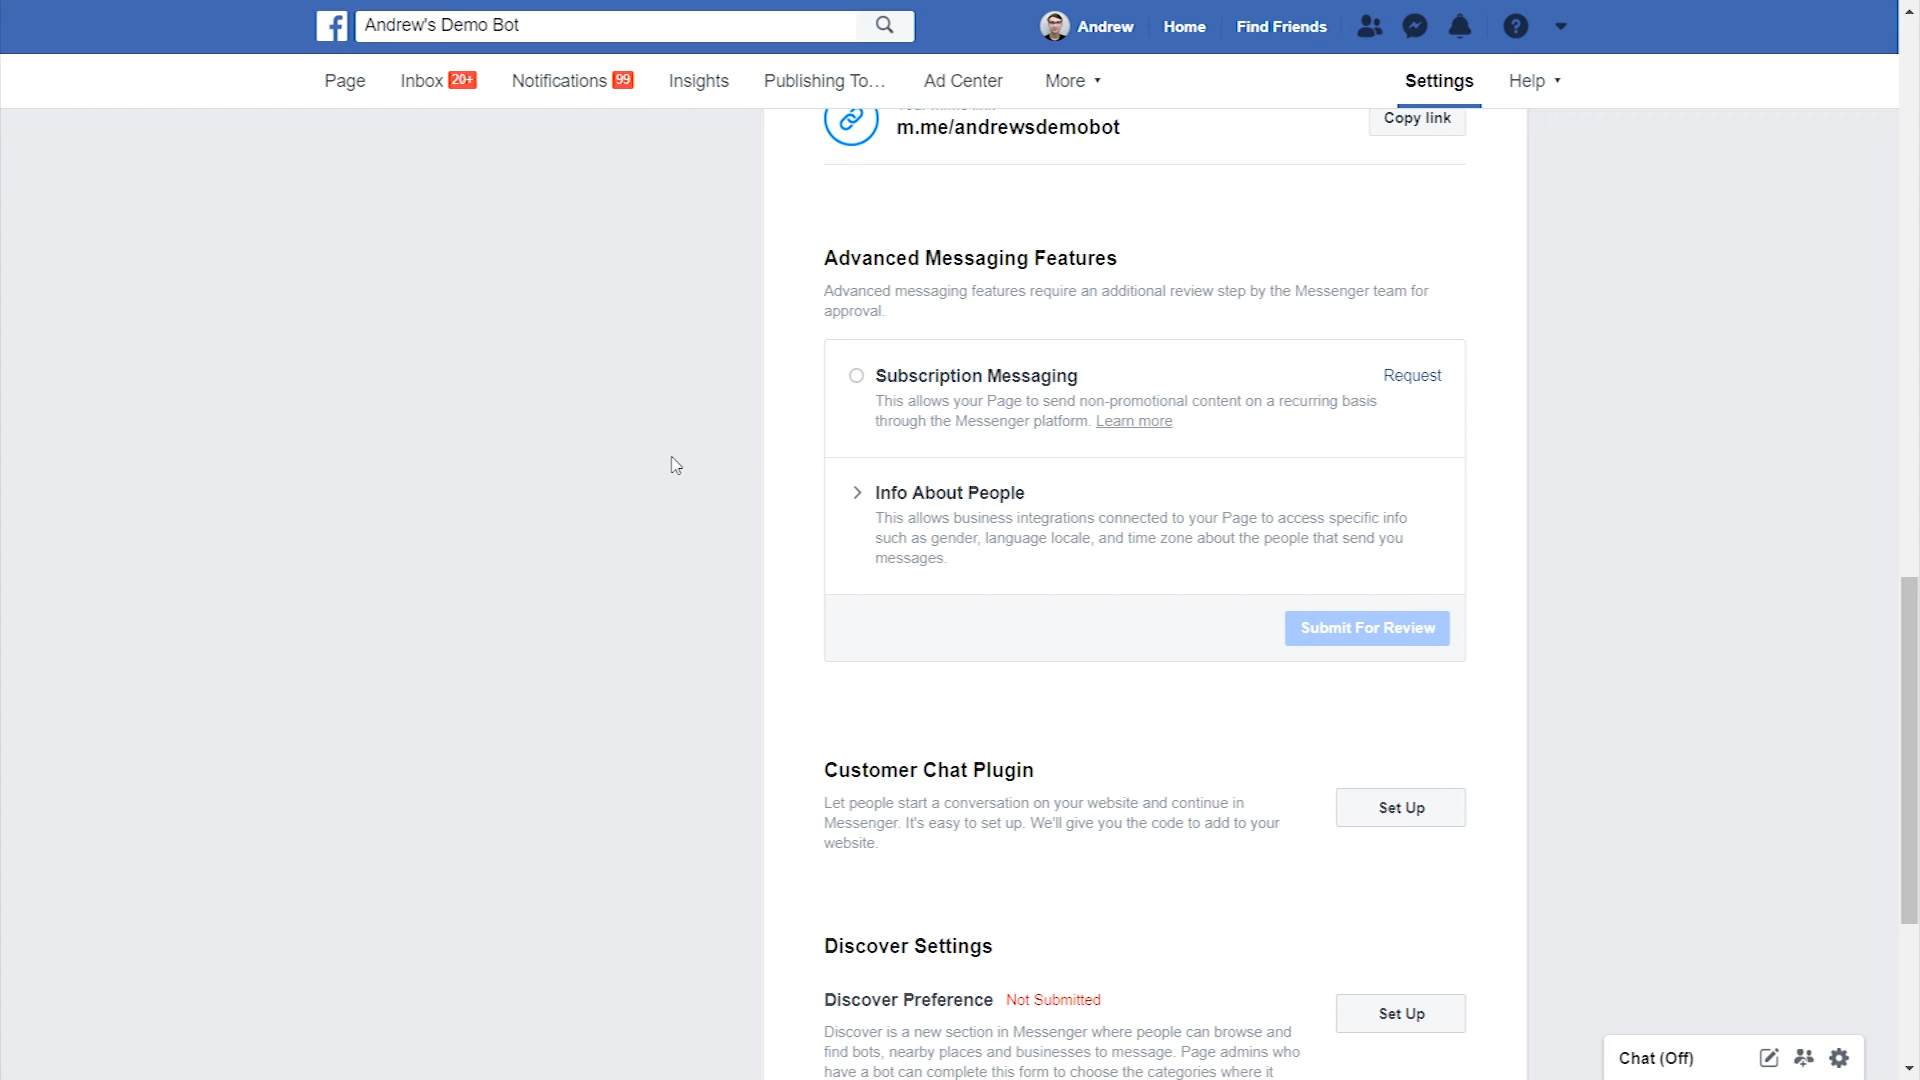 Andrew's Demo Bot
Andrew
Home
Find Friends
Page
Inbox 20+
Notifications 99
Insights
Publishing To...
Ad Center
More
Settings
Help
m.me/andrewsdemobot
Copy link
Advanced Messaging Features
Advanced messaging features require an additional review step by the Messenger team for
approval.
Subscription Messaging
Request
This allows your Page to send non-promotional content on a recurring basis
through the Messenger platform. Learn more
Info About People
This allows business integrations connected to your Page to access specific info
such as gender, language locale, and time zone about the people that send you
messages.
Submit For Review
Customer Chat Plugin
Let people start a conversation on your website and continue in
Messenger. It's easy to set up. We'll give you the code to add to your
website.
Set Up
Discover Settings
Discover Preference Not Submitted
Set Up
Discover is a new section in Messenger where people can browse and
find bots, nearby places and businesses to message. Page admins who
have a bot can complete this form to choose the categories where it
Chat (Off)